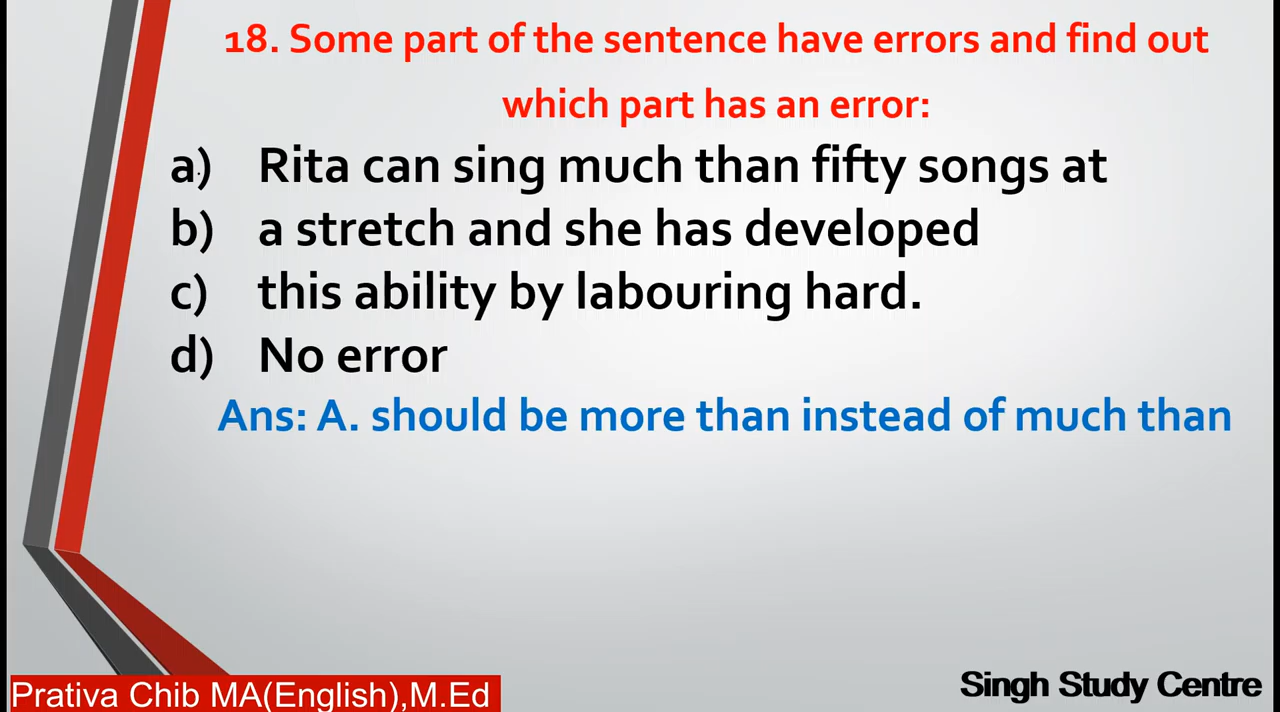 18. Some part of the sentence have errors and find out
which part has an error:
a) Rita can sing much than fifty songs at
b) a stretch and she has developed
c) this ability by labouring hard.
d) No error
Ans: A. should be more than instead of much than
Prativa Chib MA(English),M.Ed
Singh Study Centre